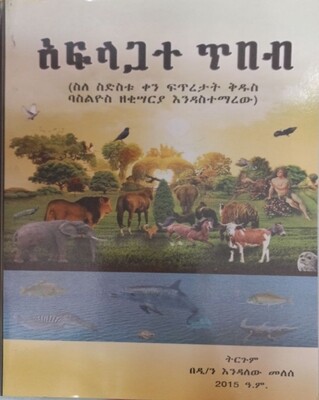 አፍላጋተ ጥበብ
(ስለ ስድስቱ ቀን ፍጥረታት ቅዱስ
ባስልዮስ ዘቂሣርያ እንዳስተማረው)
ትርጉም
በዲ/ን እንዳለው መለሰ
2015 ዓ.ም.